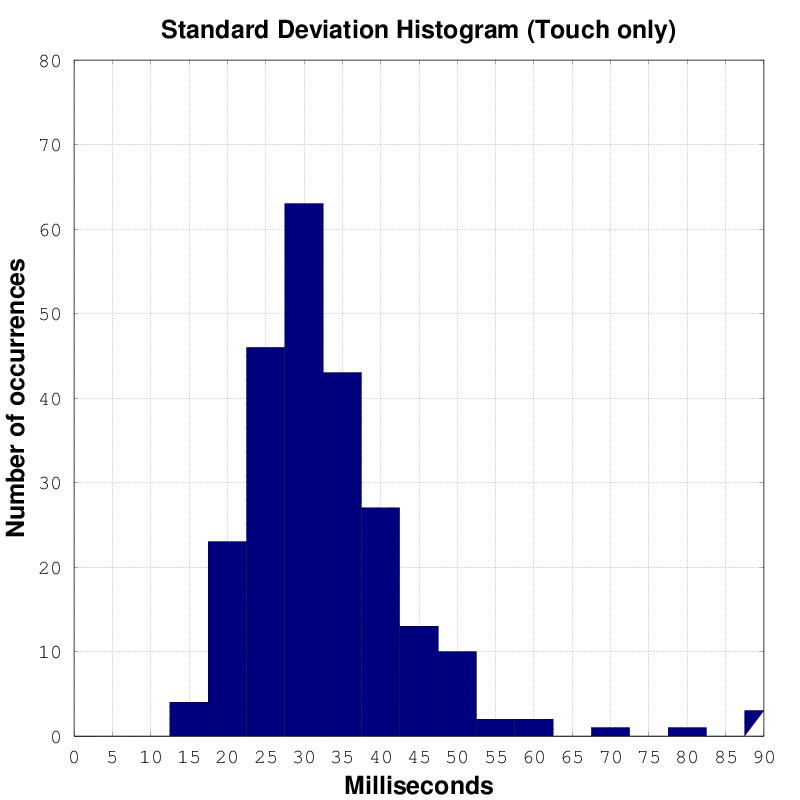 Standard Deviation Histogram (Touch only)
80
70
60
50
40
30
20
10
0
Number of occurrences
0 5 10 15 20 25 30 35 40 45 50 55 60 65 70 75 80 85 90
Milliseconds